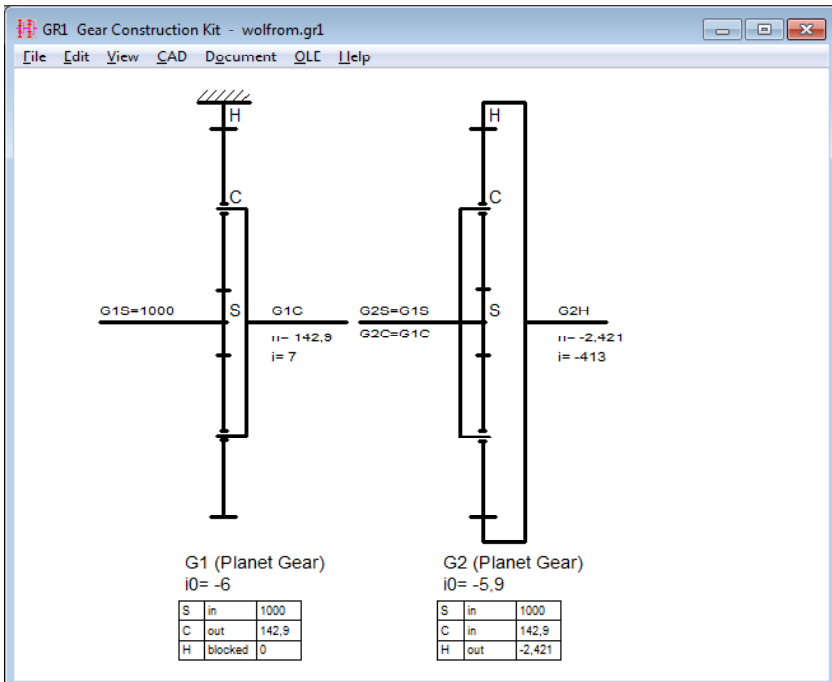 GR1 Gear Construction Kit - wolfrom.gr1
File Edit View CAD Document OLE Help
H H
C C
G1S=1000 S G1C G2S=G1S S G2H
n= 142,9 G2C=G1C n= -2,421
i= 7 i= -413
G1 (Planet Gear) G2 (Planet Gear)
i0= -6 i0= -5,9
S in 1000 S in 1000
C out 142,9 C in 142,9
H blocked 0 H out -2,421